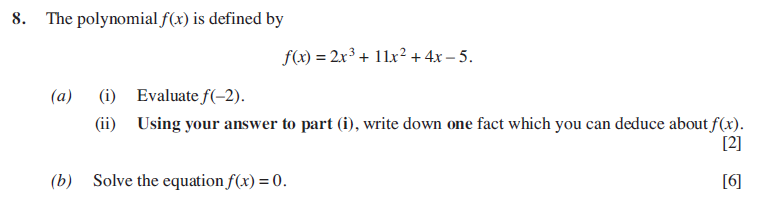 8. The polynomial f(x) is defined by
f(x) = 2x³ + 11x² + 4x – 5.
(a) (i) Evaluate f(–2).
(ii) Using your answer to part (i), write down one fact which you can deduce about f(x).
[2]
(b) Solve the equation f(x) = 0. [6]